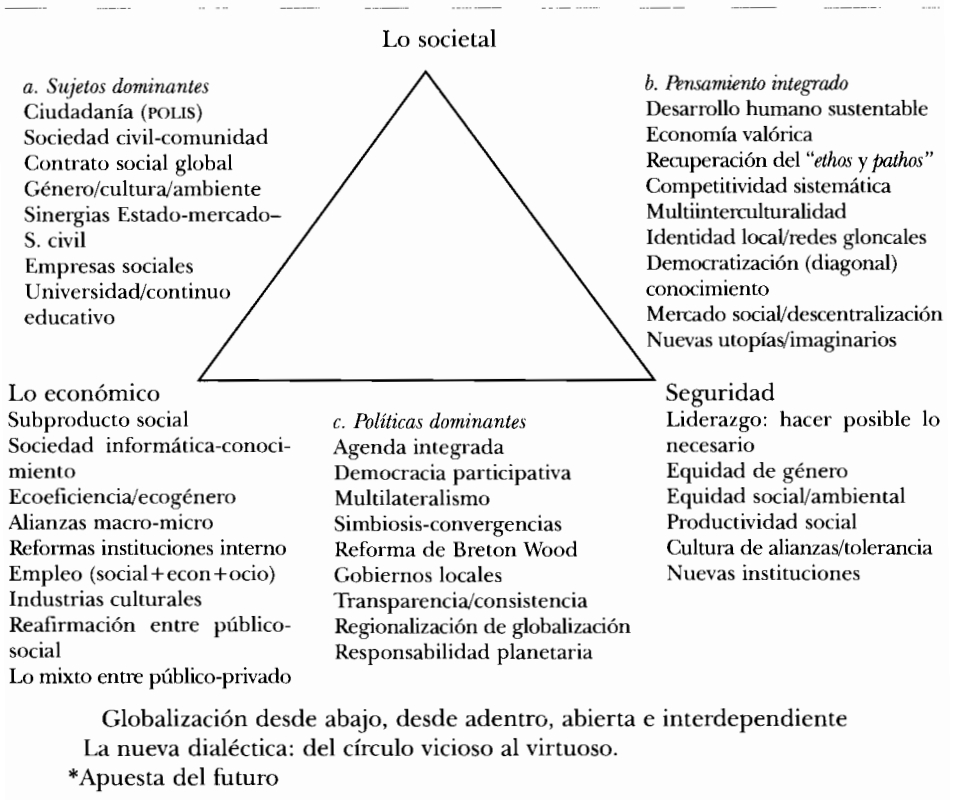 Lo societal
a. Sujetos dominantes
Ciudadanía (POLIS)
Sociedad civil-comunidad
Contrato social global
Género/cultura/ambiente
Sinergias Estado-mercado–
S. civil
Empresas sociales
Universidad/continuo
educativo
b. Pensamiento integrado
Desarrollo humano sustentable
Economía valórica
Recuperación del “ethos y pathos”
Competitividad sistemática
Multiinterculturalidad
Identidad local/redes gloncales
Democratización (diagonal)
conocimiento
Mercado social/descentralización
Nuevas utopías/imaginarios
Lo económico
Subproducto social
Sociedad informática-conoci-
miento
Ecoeficiencia/ecogénero
Alianzas macro-micro
Reformas instituciones interno
Empleo (social+econ+ocio)
Industrias culturales
Reafirmación entre público-
social
Lo mixto entre público-privado
c. Políticas dominantes
Agenda integrada
Democracia participativa
Multilateralismo
Simbiosis-convergencias
Reforma de Breton Wood
Gobiernos locales
Transparencia/consistencia
Regionalización de globalización
Responsabilidad planetaria
Seguridad
Liderazgo: hacer posible lo
necesario
Equidad de género
Equidad social/ambiental
Productividad social
Cultura de alianzas/tolerancia
Nuevas instituciones
Globalización desde abajo, desde adentro, abierta e interdependiente
La nueva dialéctica: del círculo vicioso al virtuoso.
*Apuesta del futuro